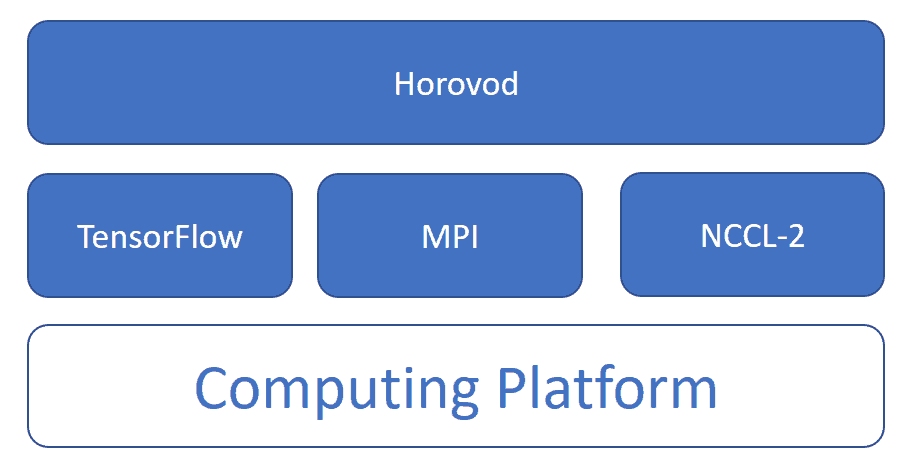 Horovod
TensorFlow
MPI
NCCL-2
Computing Platform